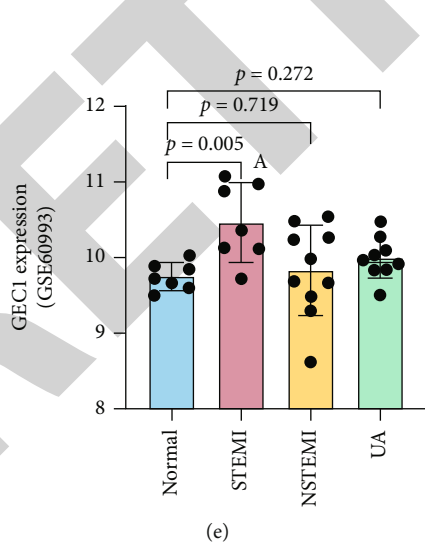 p = 0.272
p = 0.719
p = 0.005
A
GEC1 expression
(GSE60993)
12
11
10
9
8
Normal
STEMI
NSTEMI
UA
(e)